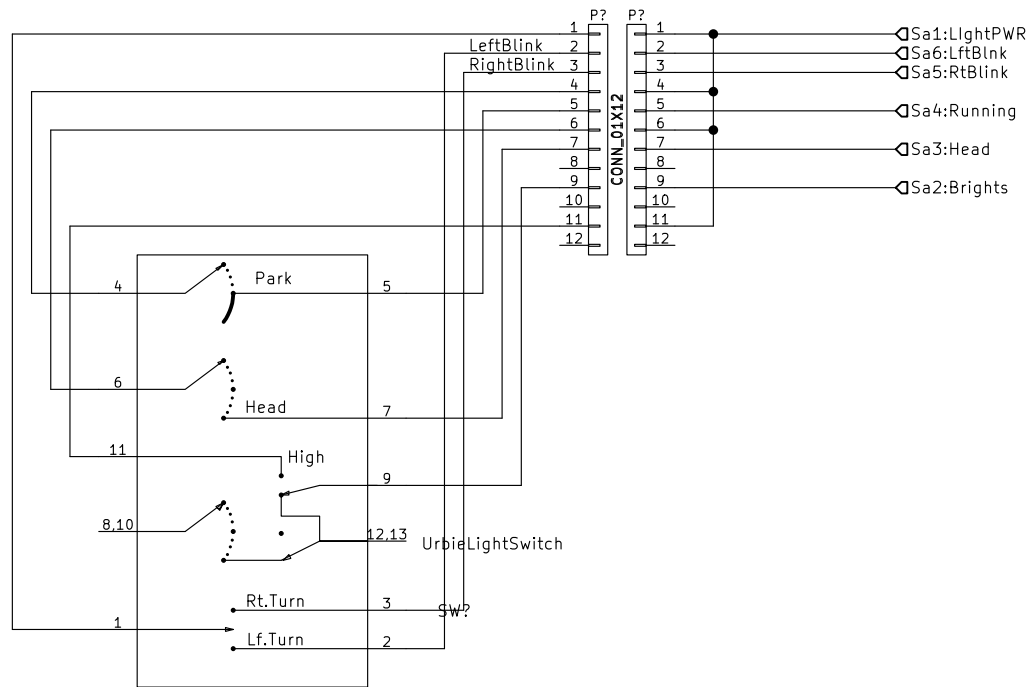 P? P?
1 1 Sa1:LIghtPWR
LeftBlink 2 2 Sa6:LftBlnk
RightBlink 3 3 Sa5:RtBlink
4 4
5 5 Sa4:Running
6 6
7 7 Sa3:Head
8 8
9 9 Sa2:Brights
10 10
11 11
12 12
CONN_01X12
Park
4 5
6 7
Head
11 High
9
8,10 12,13
UrbieLightSwitch
Rt.Turn 3
SW?
1
Lf.Turn 2